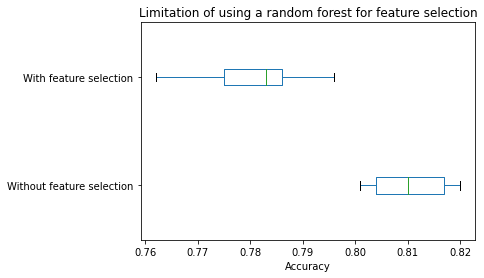 Limitation of using a random forest for feature selection
With feature selection
Without feature selection
0.76 0.77 0.78 0.79 0.80 0.81 0.82
Accuracy